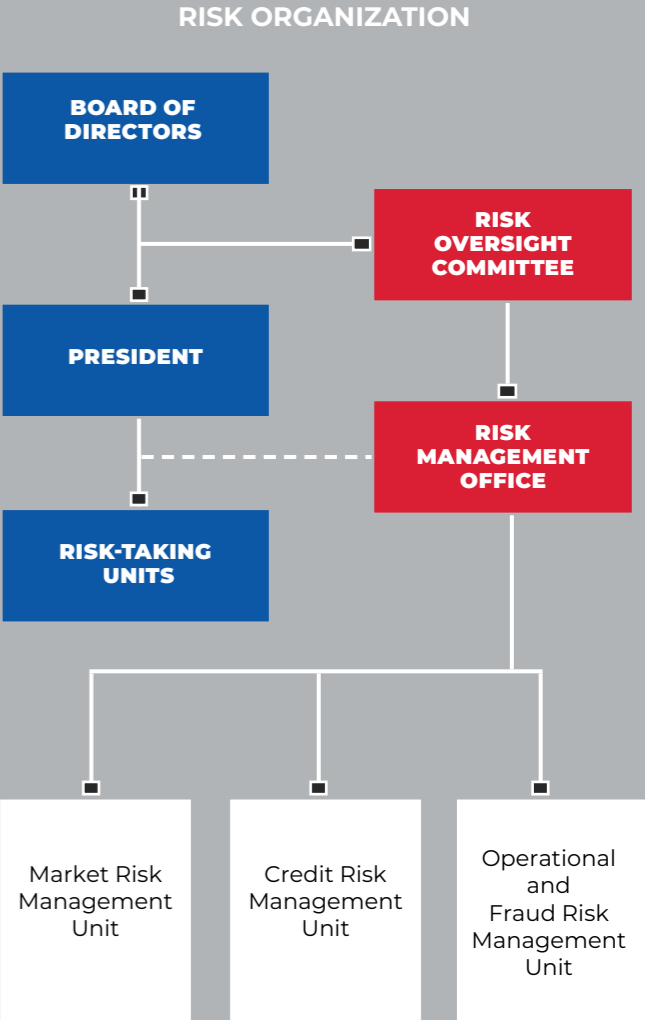 RISK ORGANIZATION
BOARD OF
DIRECTORS
RISK
OVERSIGHT
COMMITTEE
PRESIDENT
RISK
MANAGEMENT
OFFICE
RISK-TAKING
UNITS
Market Risk
Management
Unit
Credit Risk
Management
Unit
Operational
and
Fraud Risk
Management
Unit